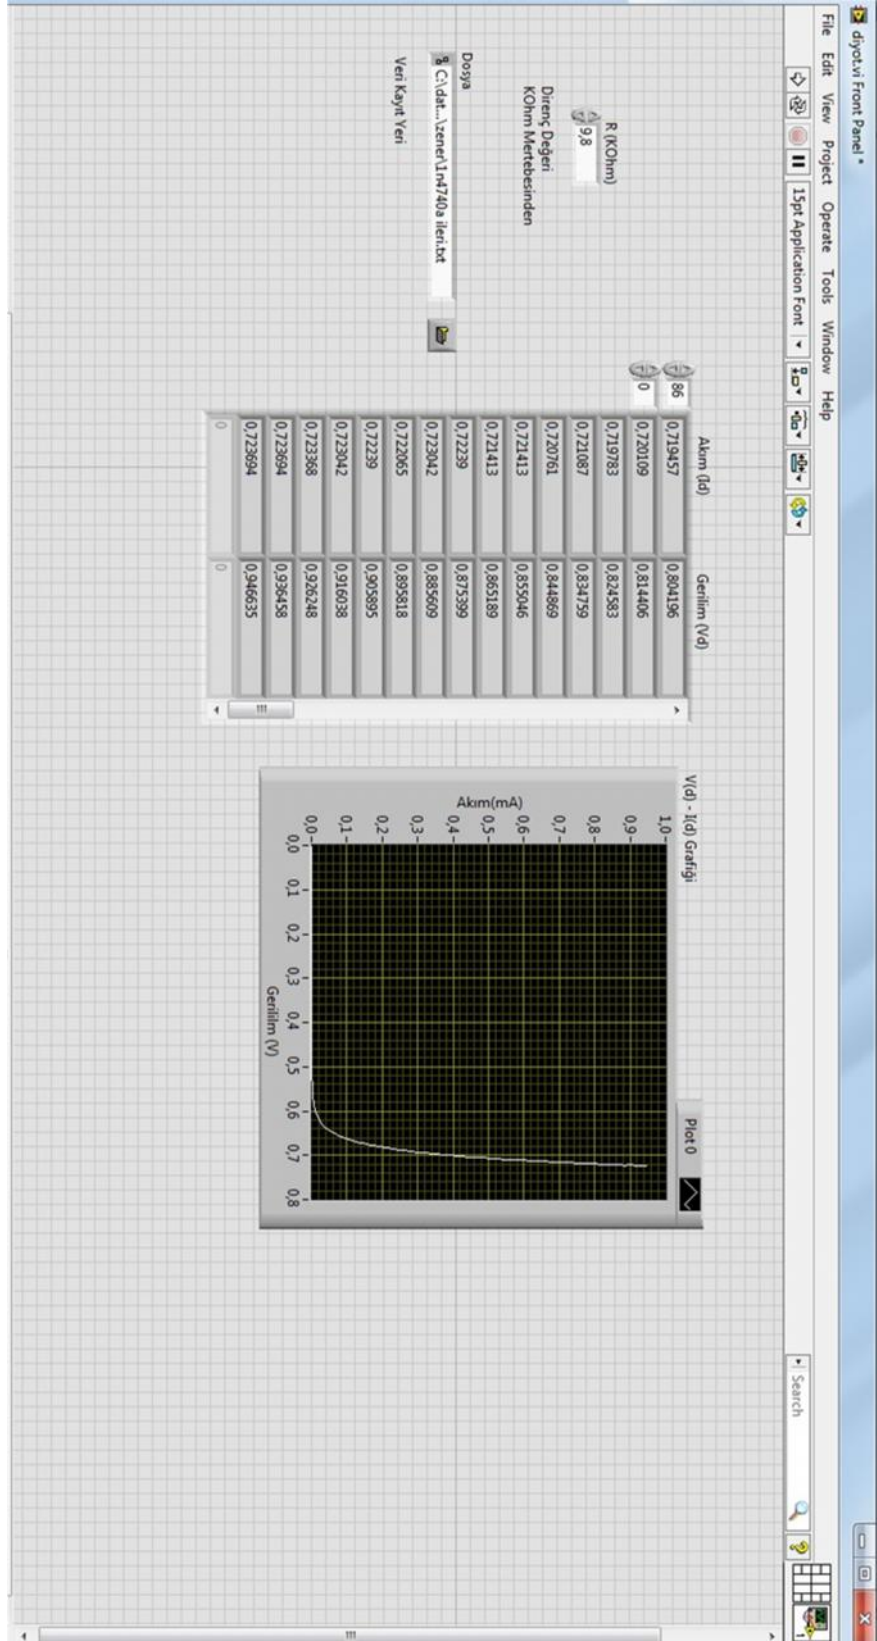 diyot.vi Front Panel *
File Edit View Project Operate Tools Window Help
15pt Application Font
Search
R (KOhm)
9,8
Direnç Değeri
KOhm Mertebesinden
Dosya
C:\dat...\zener\1n4740a ileri.txt
Veri Kayıt Yeri
86
0
Akım (Id) Gerilim (Vd)
0,719457 0,804196
0,720109 0,814406
0,719783 0,824583
0,721087 0,834759
0,720761 0,844869
0,721413 0,855046
0,721413 0,865189
0,72239 0,875399
0,723042 0,885609
0,722065 0,895818
0,72239 0,905895
0,723042 0,916038
0,723368 0,926248
0,723694 0,936458
0,723694 0,946635
0 0
V(d) - I(d) Grafiği
Plot 0
Akım(mA)
1,0
0,9
0,8
0,7
0,6
0,5
0,4
0,3
0,2
0,1
0,0
0,0 0,1 0,2 0,3 0,4 0,5 0,6 0,7 0,8
Gerilim (V)